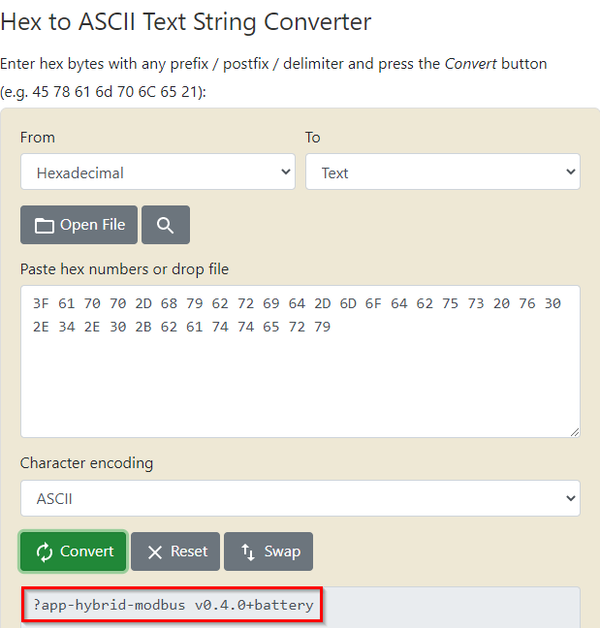 Hex to ASCII Text String Converter
Enter hex bytes with any prefix / postfix / delimiter and press the Convert button
(e.g. 45 78 61 6d 70 6C 65 21):
From To
Hexadecimal Text
Open File
Paste hex numbers or drop file
3F 61 70 70 2D 68 79 62 72 69 64 2D 6D 6F 64 62 75 73 20 76 30
2E 34 2E 30 2B 62 61 74 74 65 72 79
Character encoding
ASCII
Convert Reset Swap
?app-hybrid-modbus v0.4.0+battery